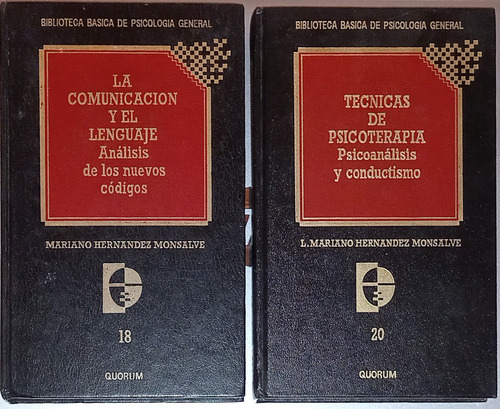 BIBLIOTECA BASICA DE PSICOLOGIA GENERAL
LA
COMUNICACION
Y EL
LENGUAJE
Análisis
de los nuevos
códigos
MARIANO HERNANDEZ MONSALVE
18
QUORUM
BIBLIOTECA BASICA DE PSICOLOGIA GENERAL
TECNICAS
DE
PSICOTERAPIA
Psicoanálisis
y conductismo
L. MARIANO HERNANDEZ MONSALVE
20
QUORUM